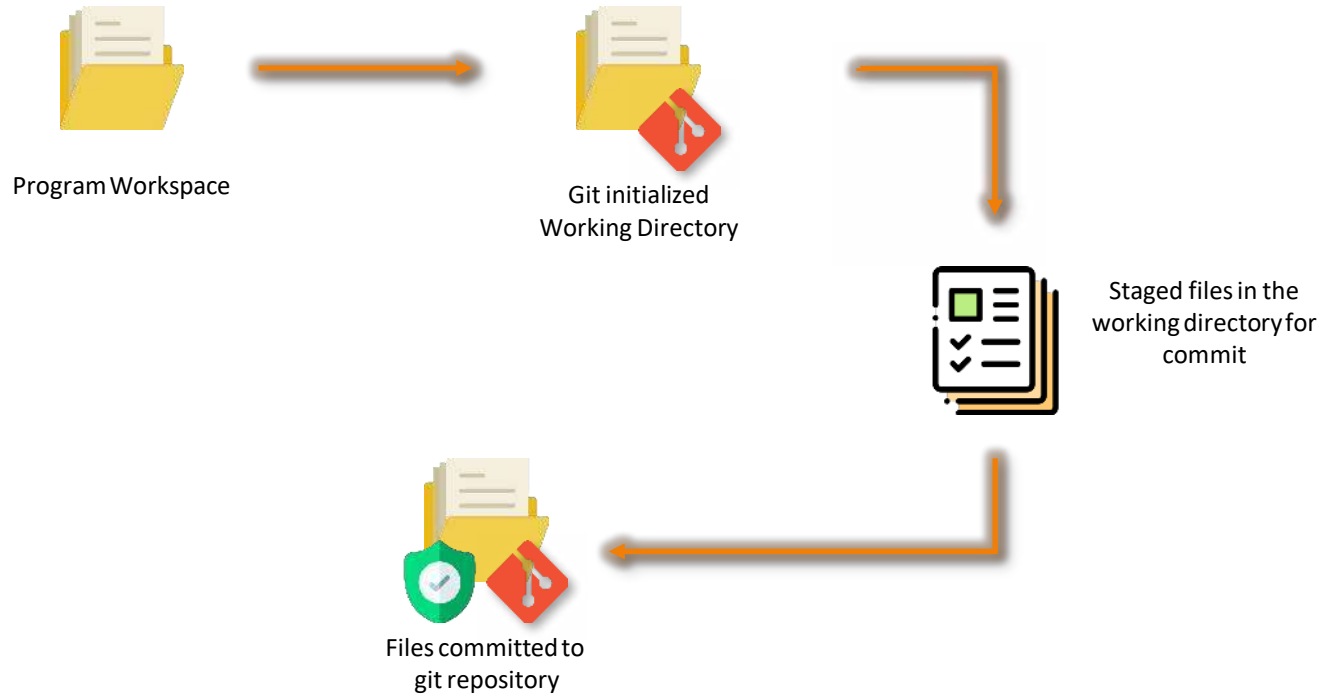 Program Workspace
Git initialized
Working Directory
Staged files in the
working directory for
commit
Files committed to
git repository